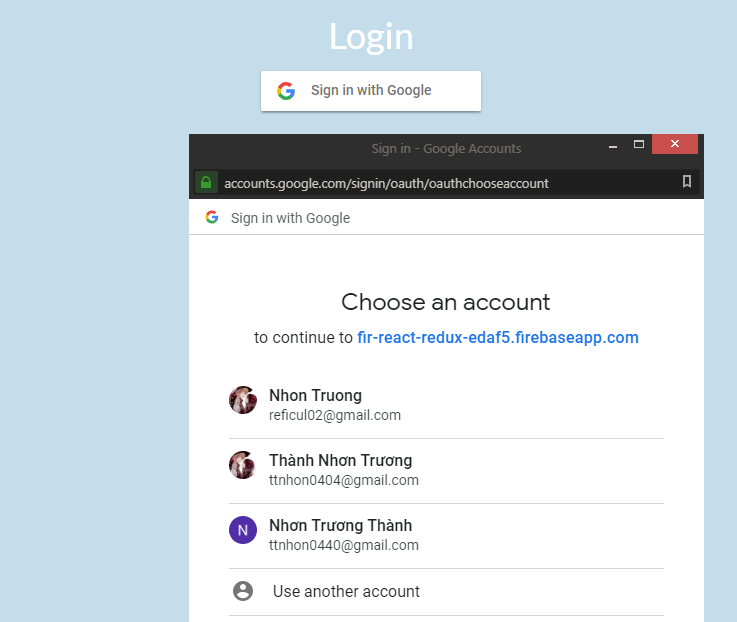 Login
Sign in with Google
Sign in - Google Accounts
accounts.google.com/signin/oauth/oauthchooseaccount
Sign in with Google
Choose an account
to continue to fir-react-redux-edaf5.firebaseapp.com
Nhon Truong
reficul02@gmail.com
Thành Nhơn Trương
ttnhon0404@gmail.com
N
Nhơn Trương Thành
ttnhon0440@gmail.com
Use another account